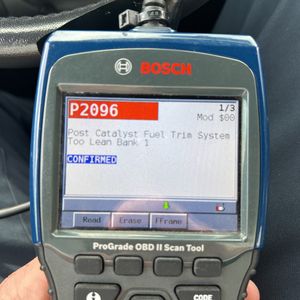 BOSCH
P2096
1/3
Mod $00
Post Catalyst Fuel Trim System
Too Lean Bank 1
CONFIRMED
Read Erase FFrame
ProGrade OBD II Scan Tool
CODE